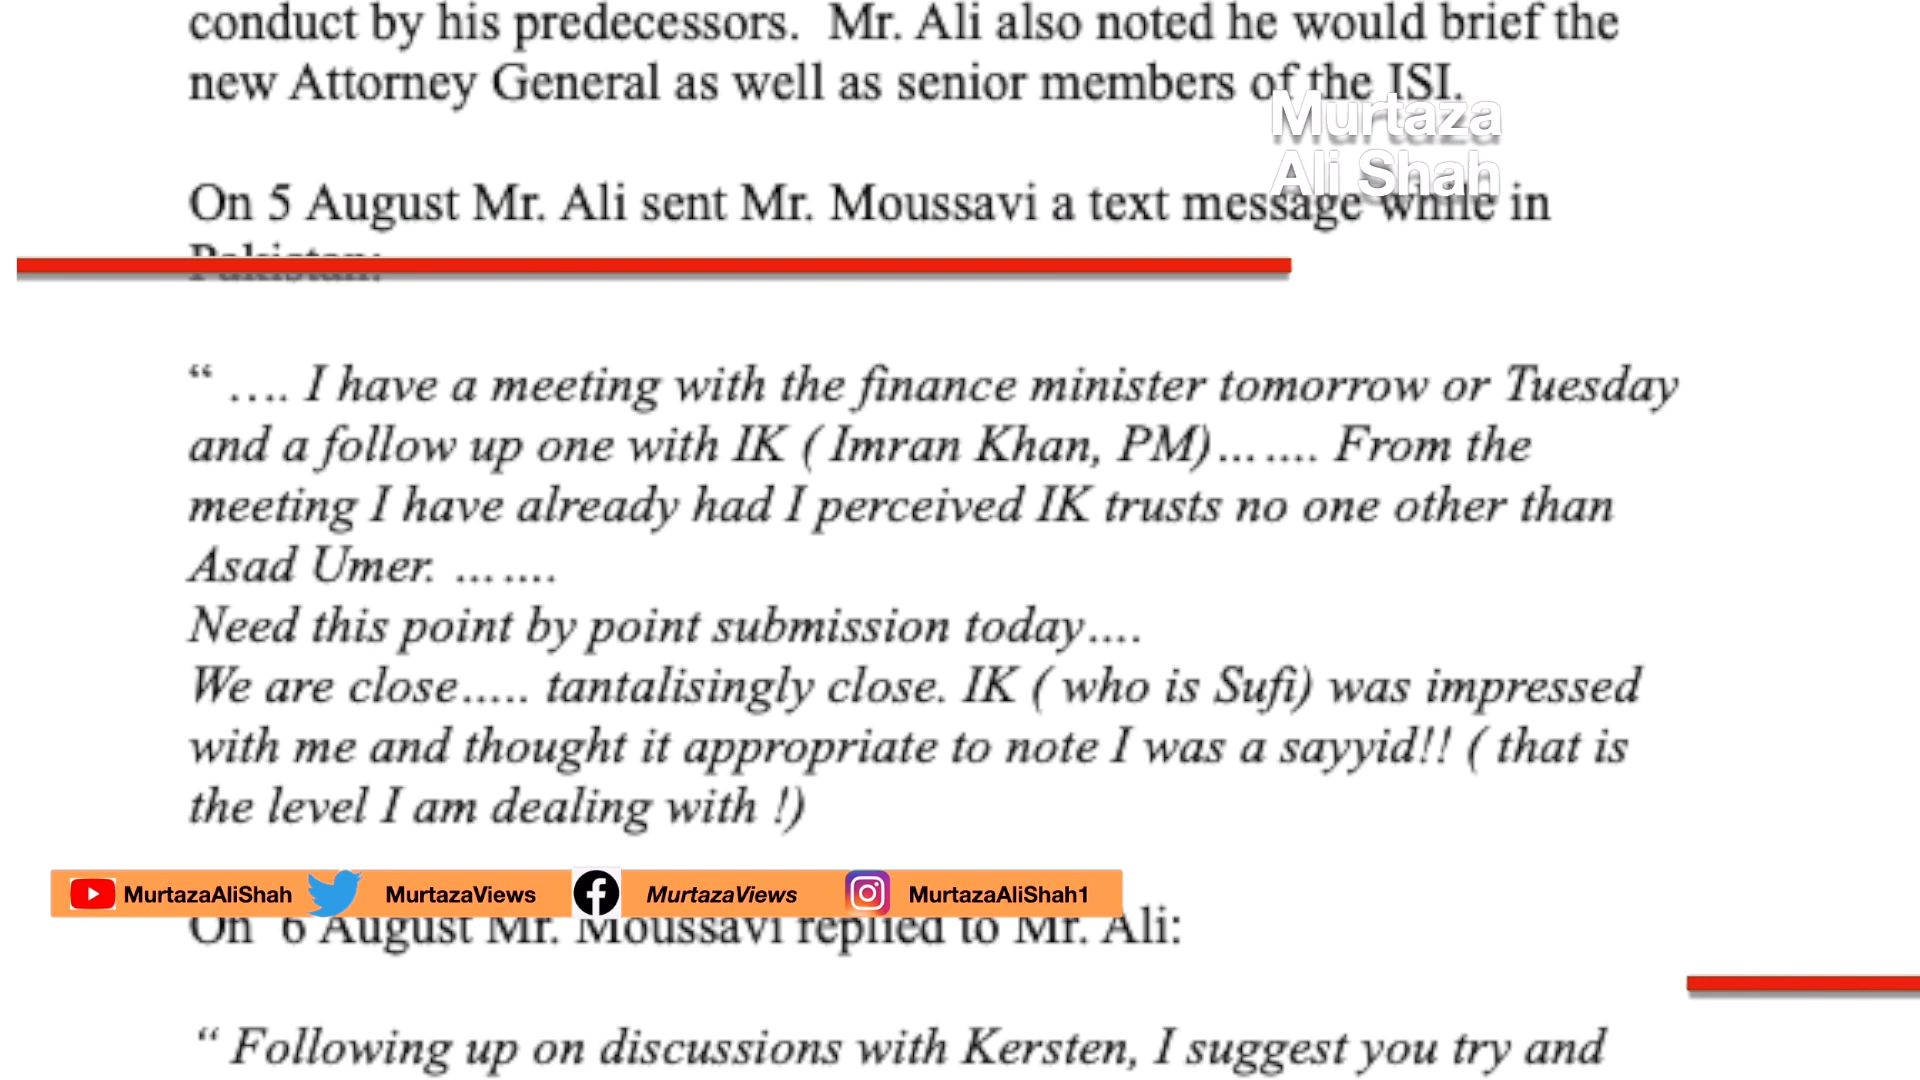 conduct by his predecessors.  Mr. Ali also noted he would brief the
new Attorney General as well as senior members of the ISI.
Murtaza
Ali Shah
On 5 August Mr. Ali sent Mr. Moussavi a text message while in
Pakistan:
“ .... I have a meeting with the finance minister tomorrow or Tuesday
and a follow up one with IK ( Imran Khan, PM)... .... From the
meeting I have already had I perceived IK trusts no one other than
Asad Umer. ... ....
Need this point by point submission today....
We are close..... tantalisingly close. IK ( who is Sufi) was impressed
with me and thought it appropriate to note I was a sayyid!! ( that is
the level I am dealing with !)
MurtazaAliShah MurtazaViews MurtazaViews MurtazaAliShah1
On  6 August Mr. Moussavi replied to Mr. Ali:
“ Following up on discussions with Kersten, I suggest you try and